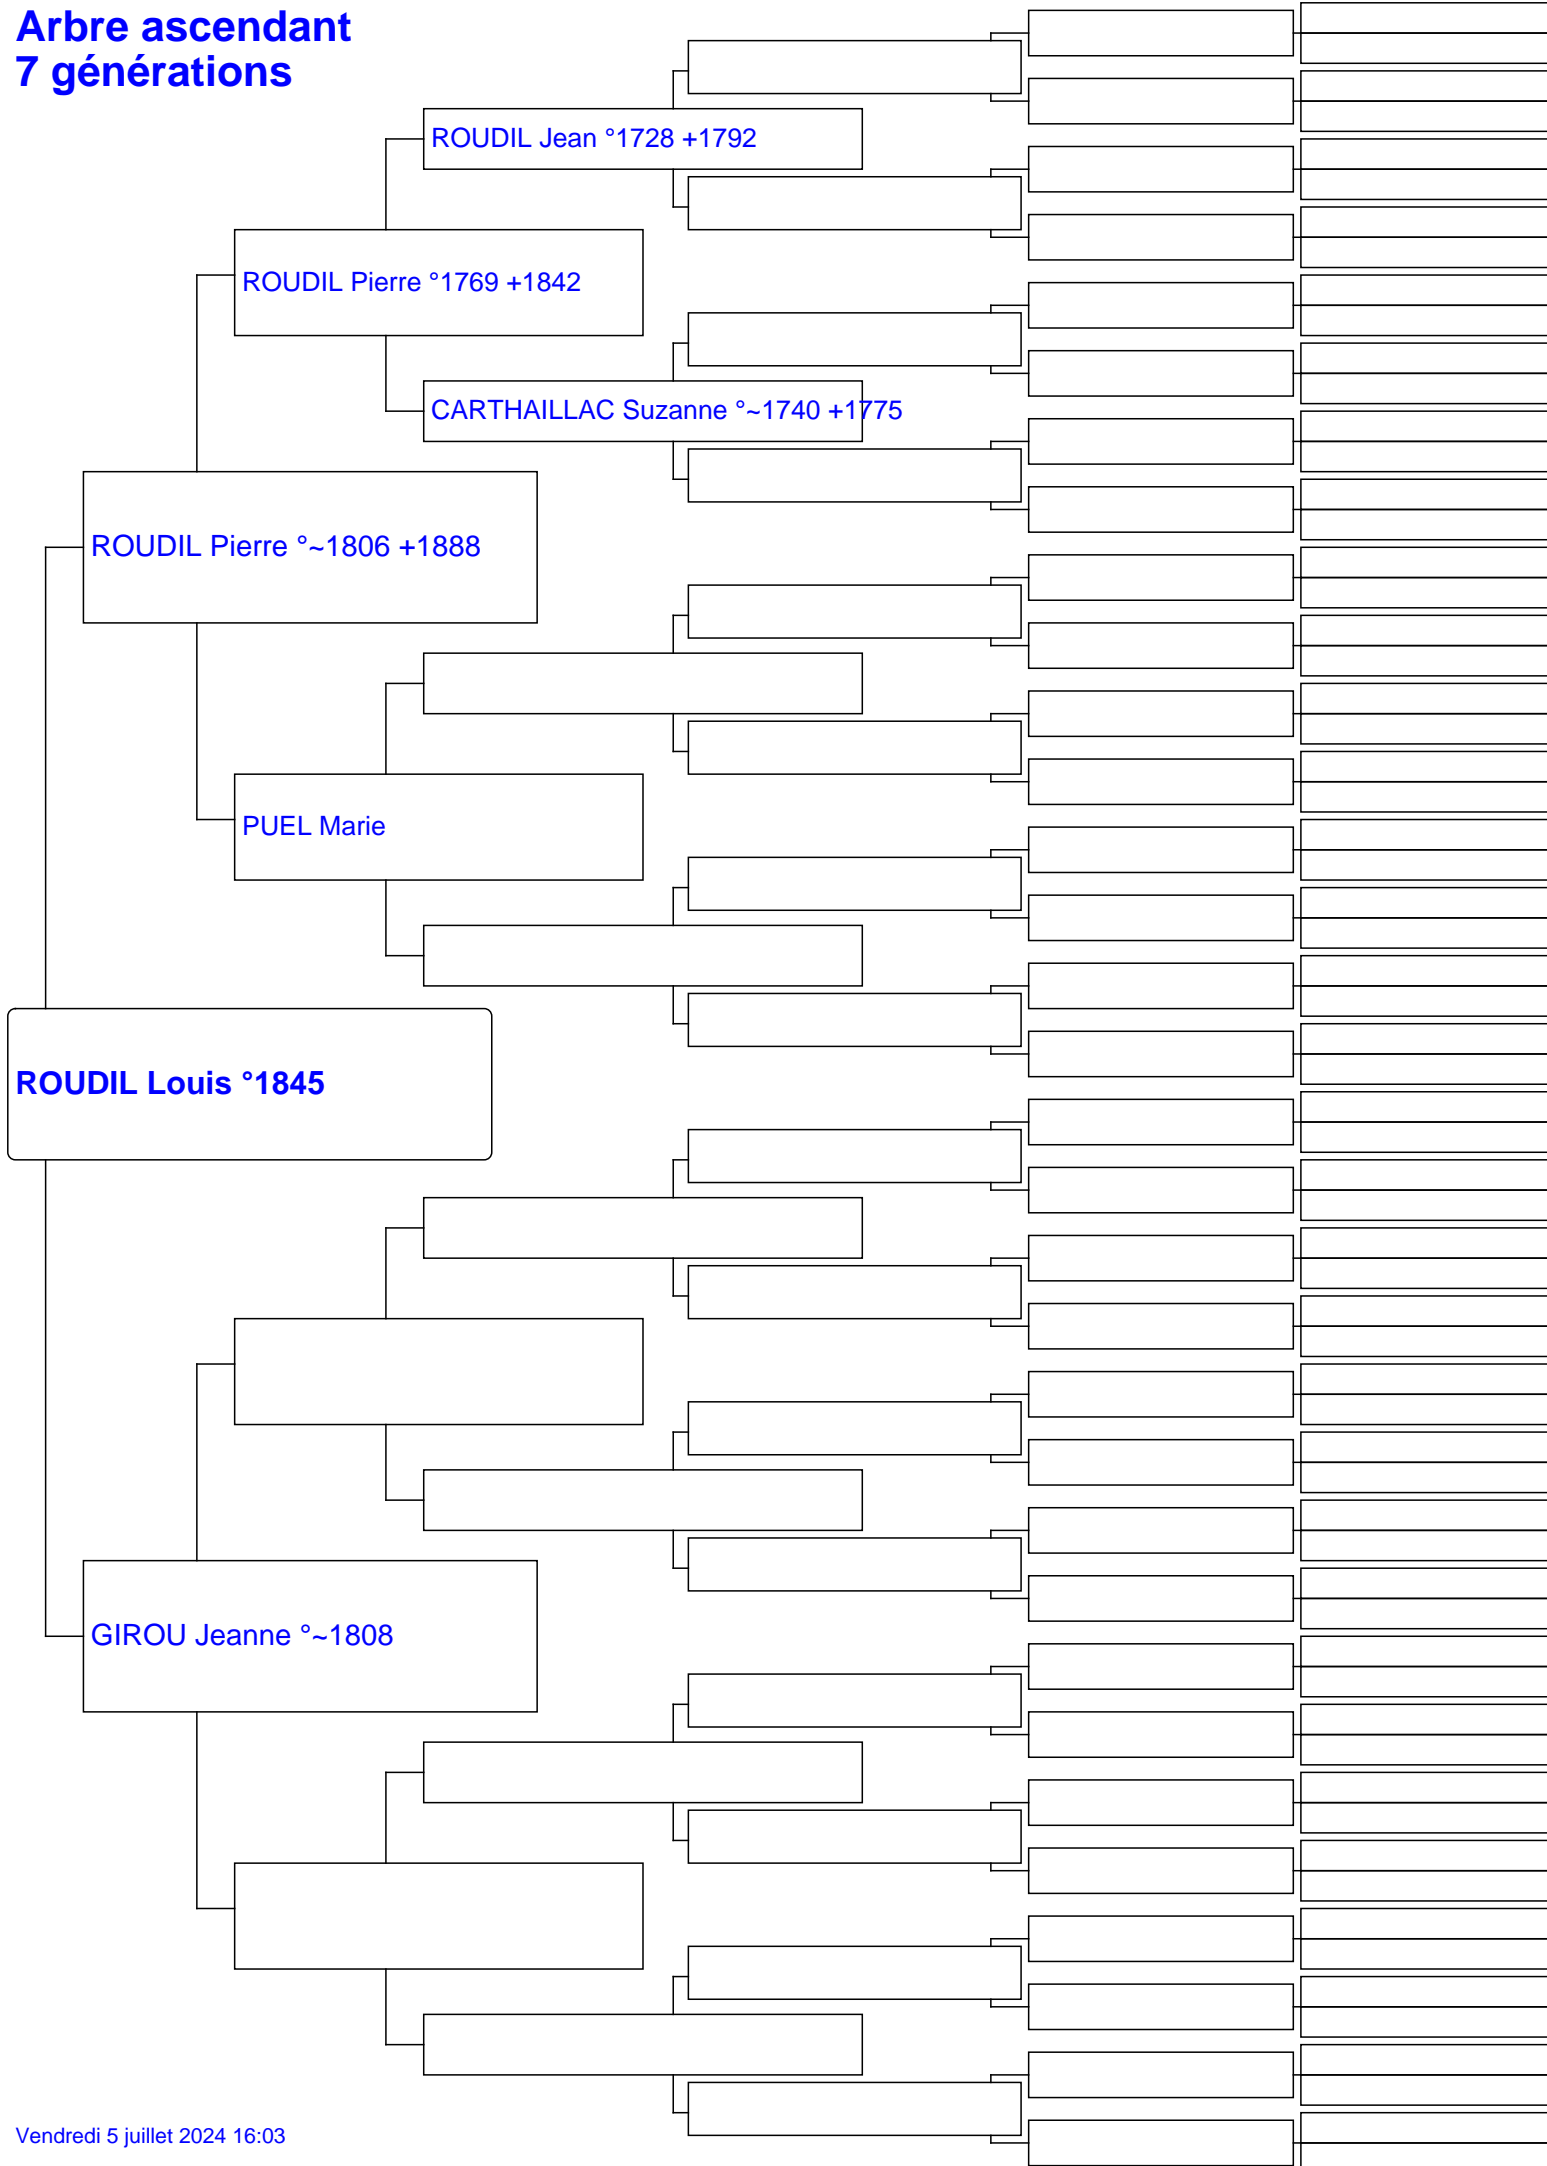 Arbre ascendant
7 générations
ROUDIL Jean °1728 +1792
ROUDIL Pierre °1769 +1842
CARTHAILLAC Suzanne °~1740 +1775
ROUDIL Pierre °~1806 +1888
PUEL Marie
ROUDIL Louis °1845
GIROU Jeanne °~1808
Vendredi 5 juillet 2024 16:03